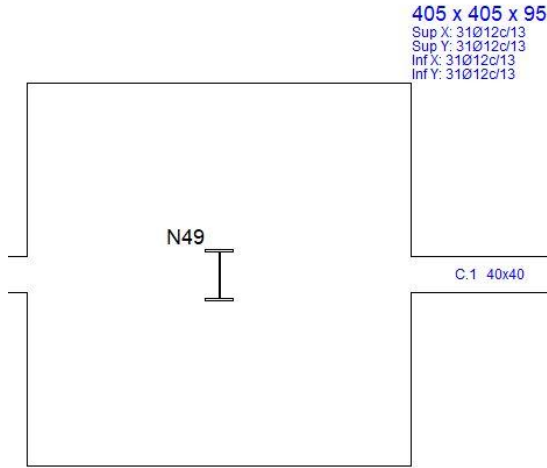 405 x 405 x 95
Sup X: 31Ø12c/13
Sup Y: 31Ø12c/13
Inf X: 31Ø12c/13
Inf Y: 31Ø12c/13
N49
C.1 40x40